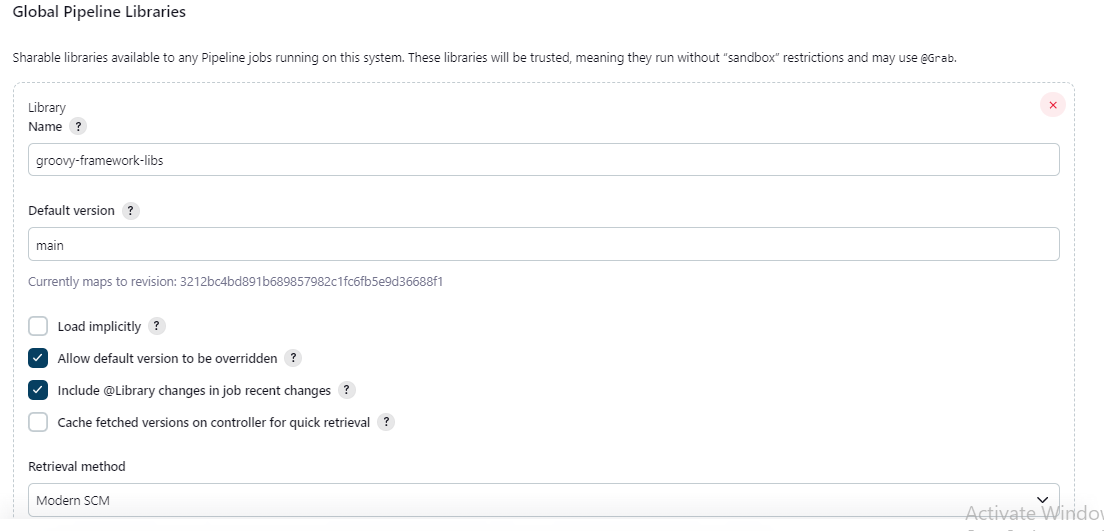 Global Pipeline Libraries
Sharable libraries available to any Pipeline jobs running on this system. These libraries will be trusted, meaning they run without “sandbox” restrictions and may use @Grab.
Library
Name ?
groovy-framework-libs
Default version ?
main
Currently maps to revision: 3212bc4bd891b689857982c1fc6fb5e9d36688f1
Load implicitly ?
Allow default version to be overridden ?
Include @Library changes in job recent changes ?
Cache fetched versions on controller for quick retrieval ?
Retrieval method
Modern SCM
Activate Windo